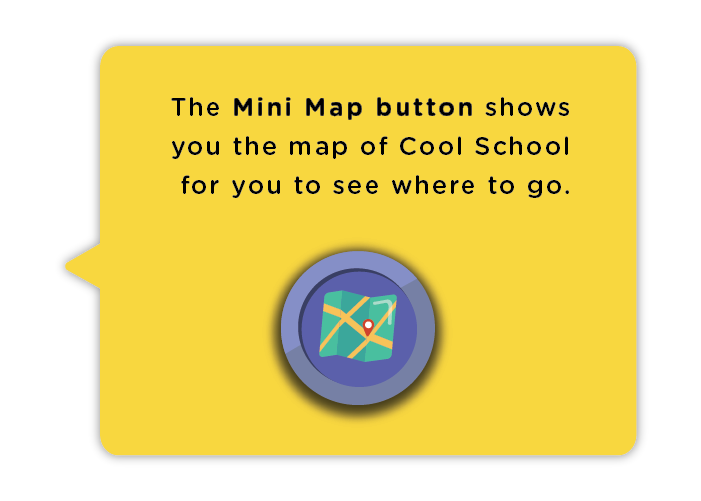 The Mini Map button shows
you the map of Cool School
for you to see where to go.